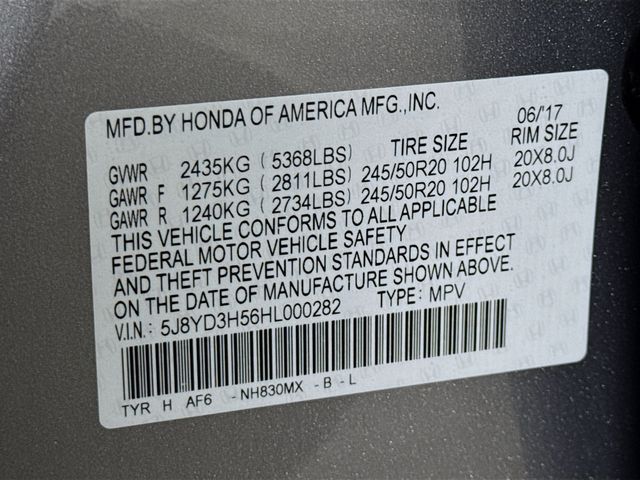 MFD.BY HONDA OF AMERICA MFG.,INC. 06/'17
GVWR 2435KG (5368LBS) TIRE SIZE RIM SIZE
GAWR F 1275KG (2811LBS) 245/50R20 102H 20X8.0J
GAWR R 1240KG (2734LBS) 245/50R20 102H 20X8.0J
THIS VEHICLE CONFORMS TO ALL APPLICABLE
FEDERAL MOTOR VEHICLE SAFETY
AND THEFT PREVENTION STANDARDS IN EFFECT
ON THE DATE OF MANUFACTURE SHOWN ABOVE.
V.I.N.: 5J8YD3H56HL000282 TYPE: MPV
TYR H AF6 -NH830MX -B-L